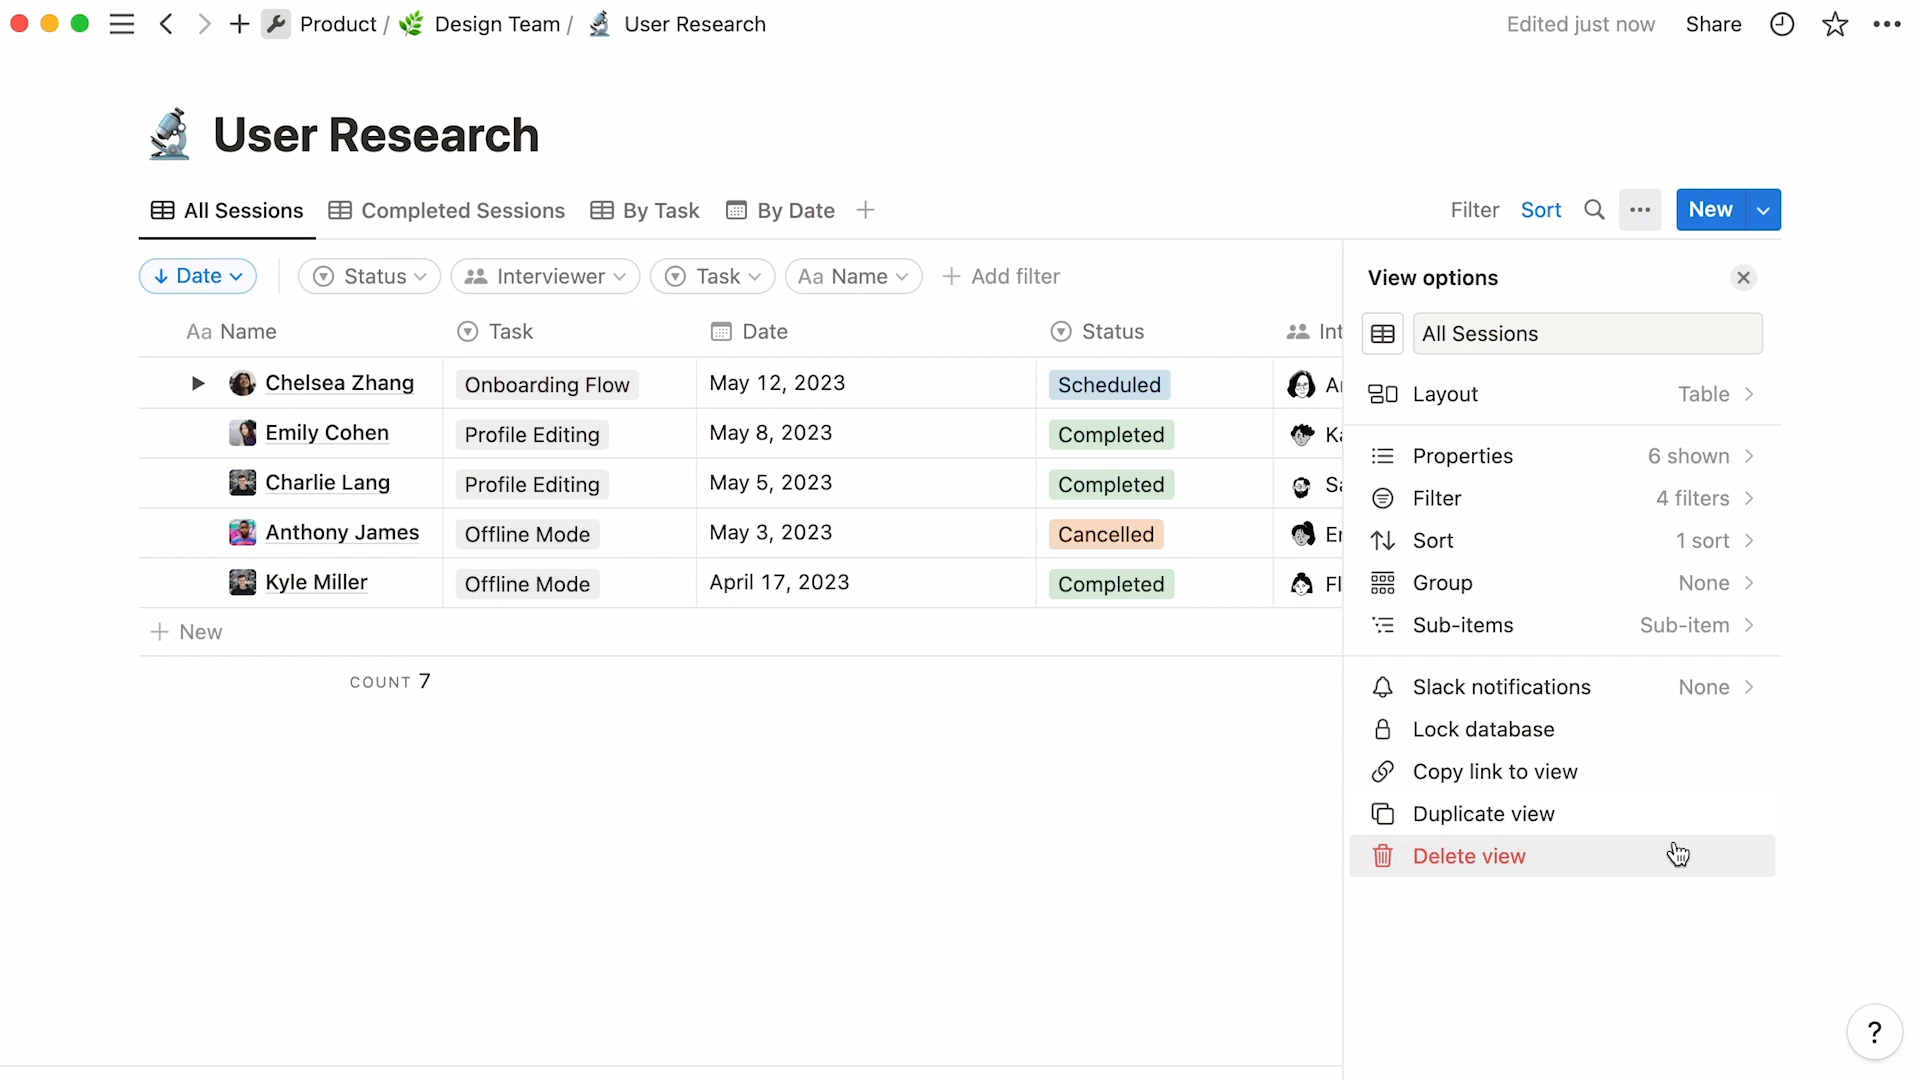 Product / Design Team / User Research
Edited just now Share
User Research
All Sessions Completed Sessions By Task By Date
Filter Sort New
Date Status Interviewer Task Aa Name Add filter
Aa Name Task Date Status Int
Chelsea Zhang Onboarding Flow May 12, 2023 Scheduled
Emily Cohen Profile Editing May 8, 2023 Completed
Charlie Lang Profile Editing May 5, 2023 Completed
Anthony James Offline Mode May 3, 2023 Cancelled
Kyle Miller Offline Mode April 17, 2023 Completed
New
COUNT 7
View options
All Sessions
Layout Table
Properties 6 shown
Filter 4 filters
Sort 1 sort
Group None
Sub-items Sub-item
Slack notifications None
Lock database
Copy link to view
Duplicate view
Delete view
?